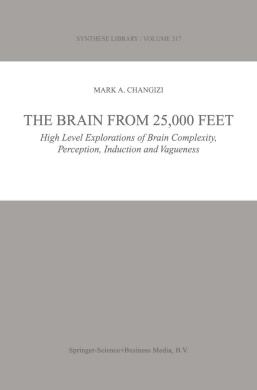 SYNTHESE LIBRARY / VOLUME 317
MARK A. CHANGIZI
THE BRAIN FROM 25,000 FEET
High Level Explorations of Brain Complexity,
Perception, Induction and Vagueness
Springer-Science+Business Media, B.V.